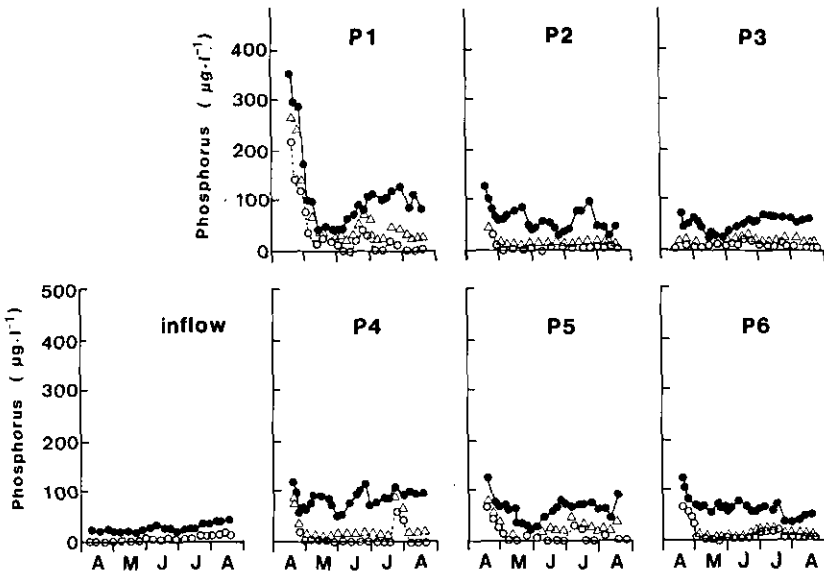 P1 P2 P3
Phosphorus ( µg·l⁻¹)
400
300
200
100
0
inflow P4 P5 P6
Phosphorus ( µg·l⁻¹)
500
400
300
200
100
0
A M J J A A M J J A A M J J A A M J J A